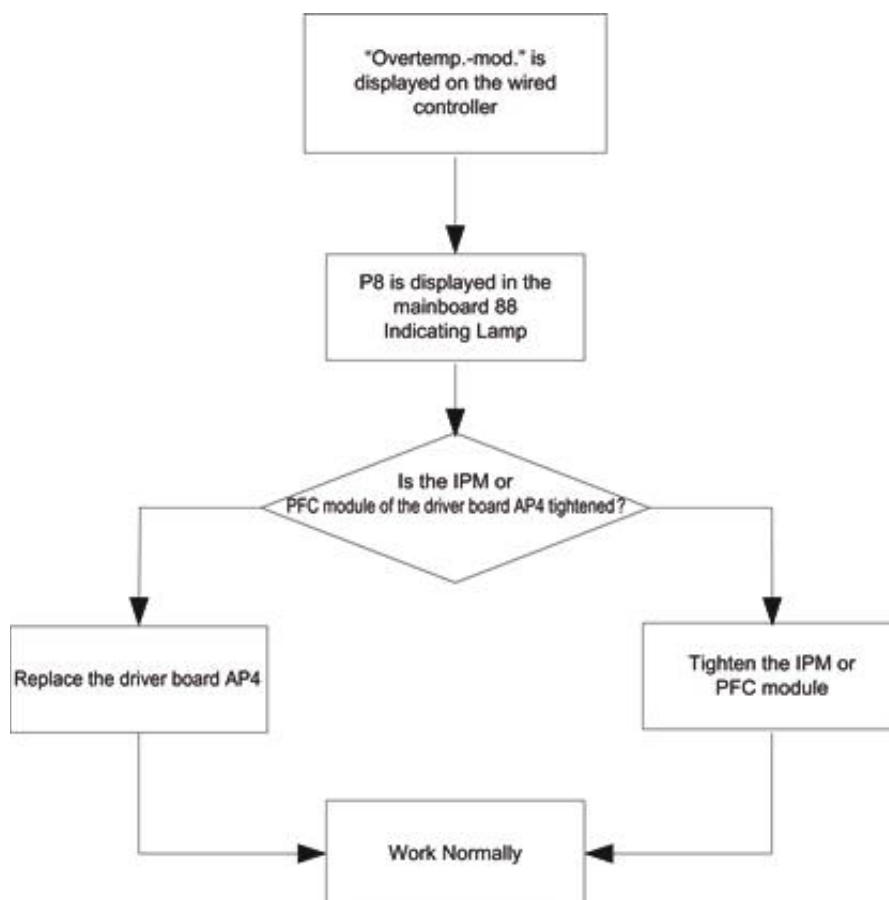 "Overtemp.-mod." is
displayed on the wired
controller
P8 is displayed in the
mainboard 88
Indicating Lamp
Is the IPM or
PFC module of the driver board AP4 tightened?
Replace the driver board AP4
Tighten the IPM or
PFC module
Work Normally